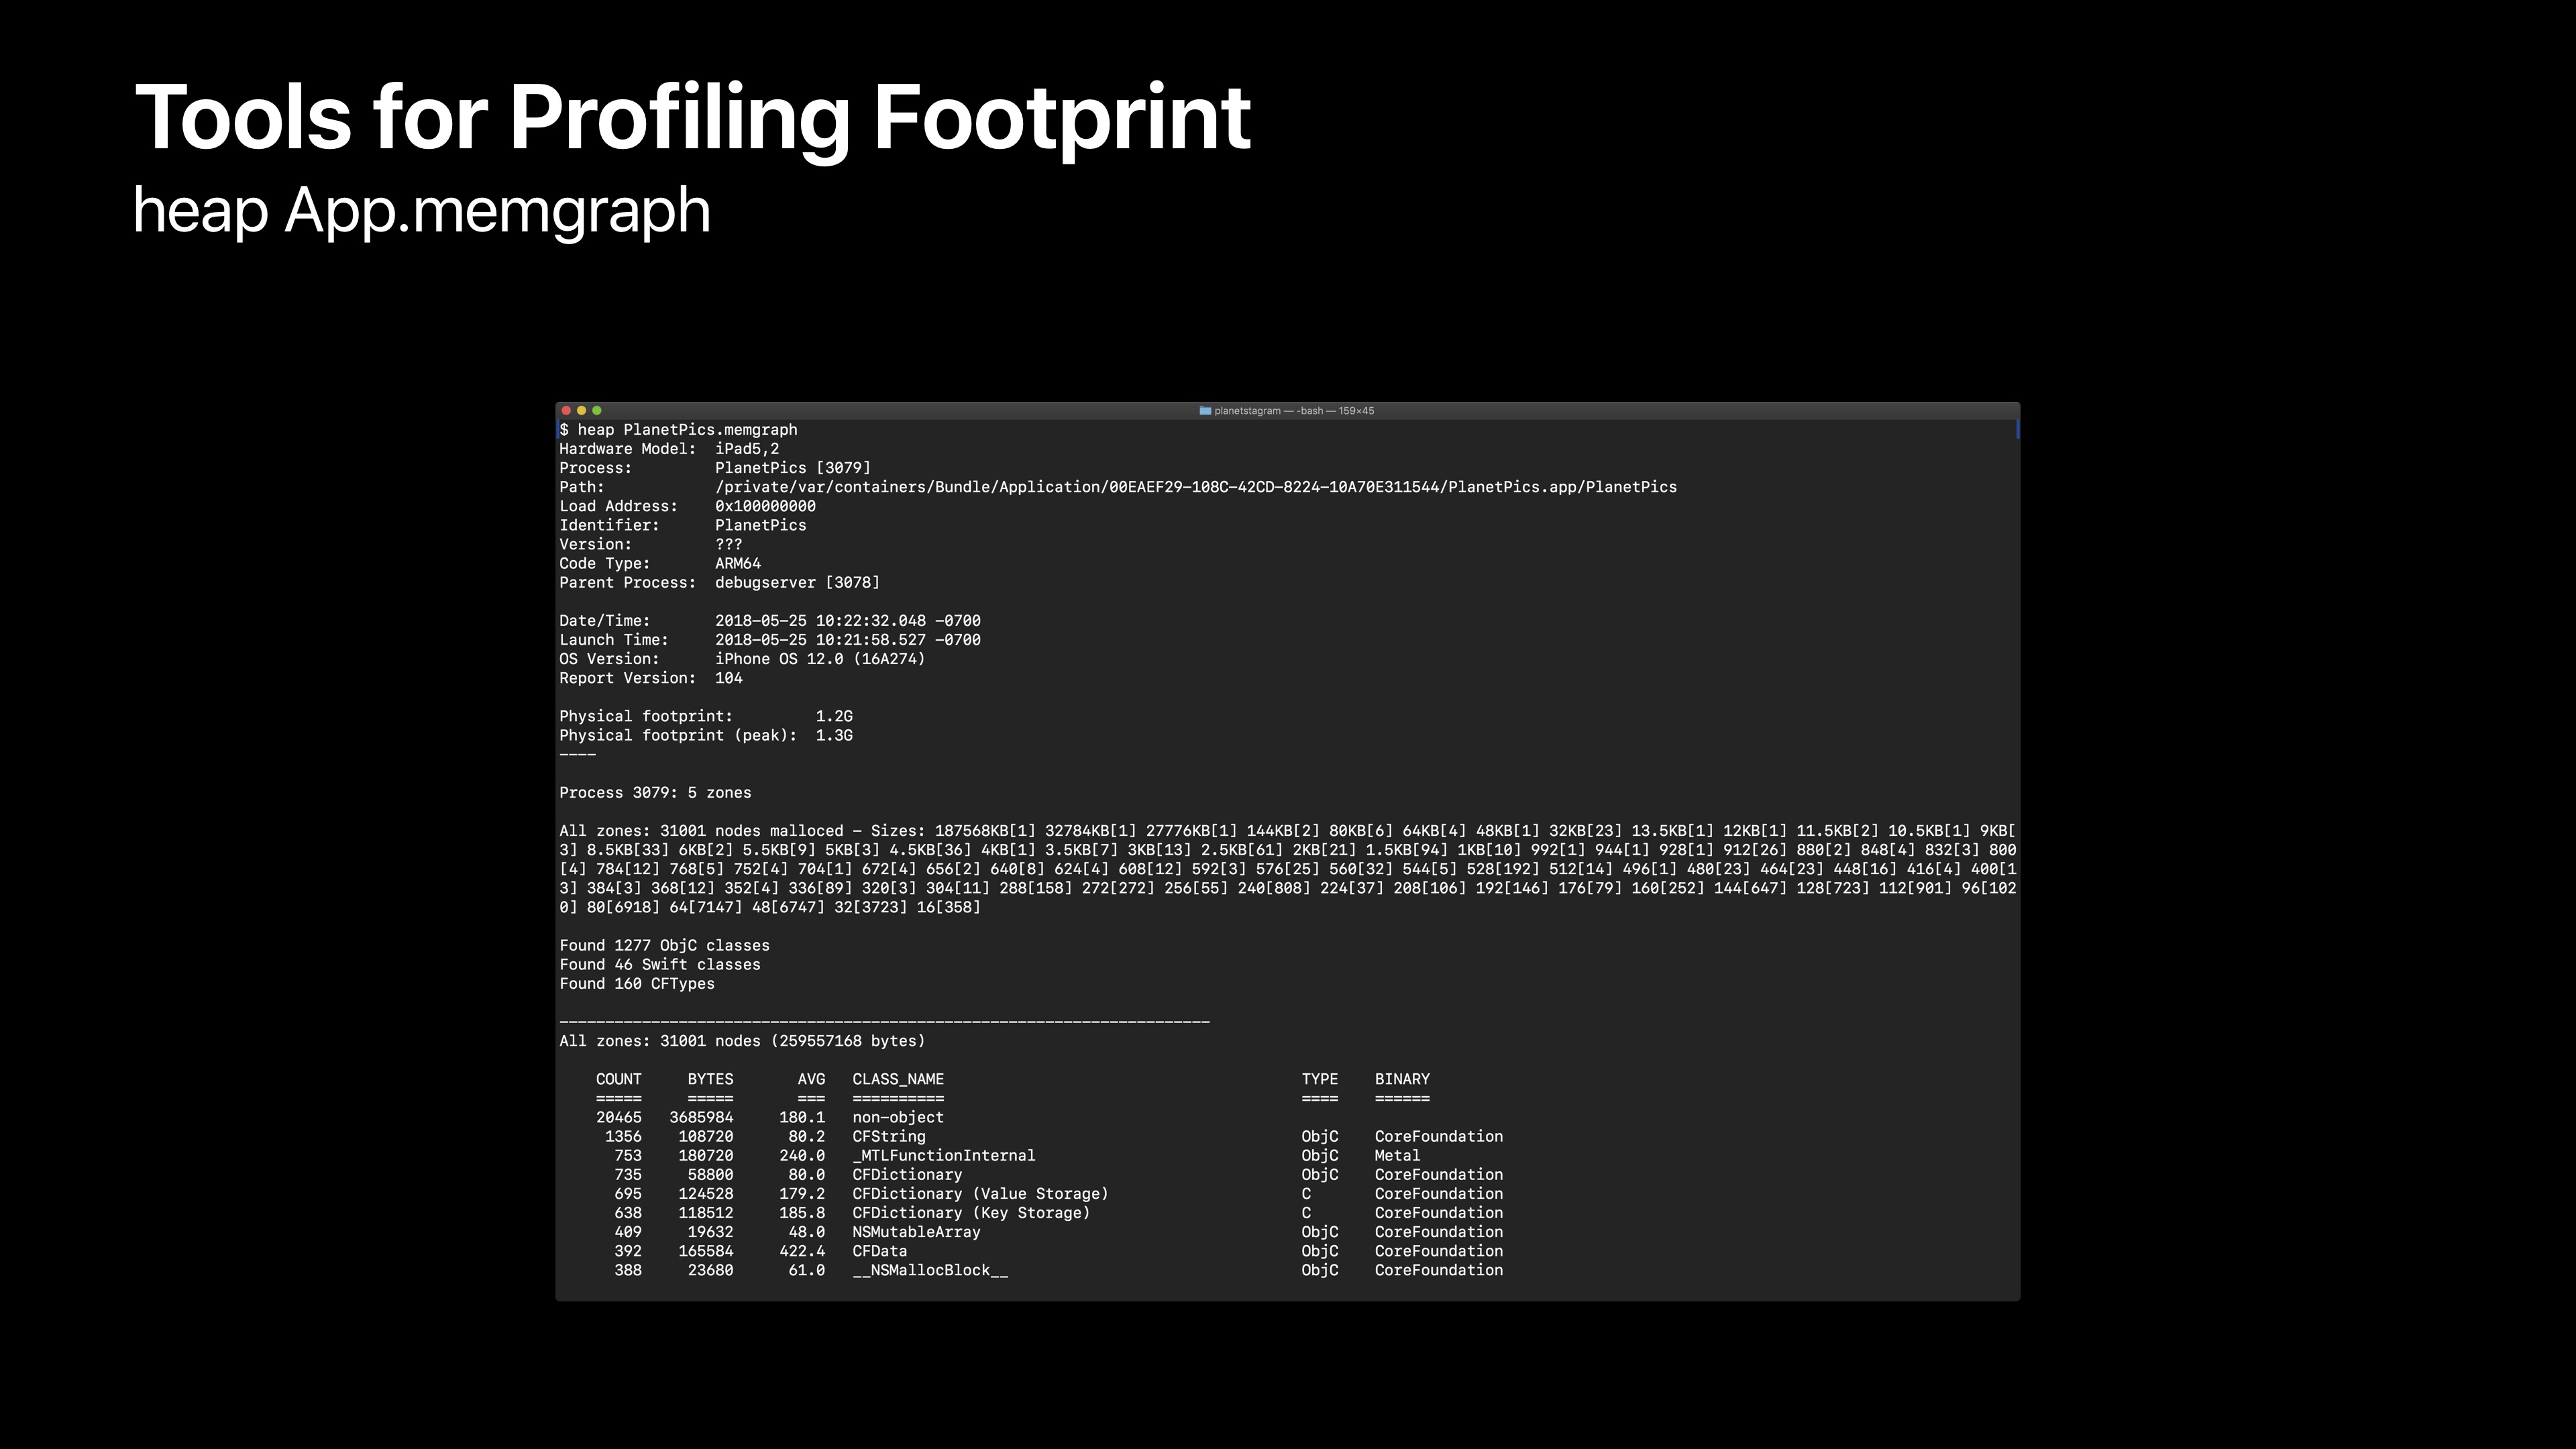 Tools for Profiling Footprint
heap App.memgraph
planetstagram — -bash — 159×45
$ heap PlanetPics.memgraph
Hardware Model:  iPad5,2
Process:         PlanetPics [3079]
Path:            /private/var/containers/Bundle/Application/00EAEF29-108C-42CD-8224-10A70E311544/PlanetPics.app/PlanetPics
Load Address:    0x100000000
Identifier:      PlanetPics
Version:         ???
Code Type:       ARM64
Parent Process:  debugserver [3078]
Date/Time:       2018-05-25 10:22:32.048 -0700
Launch Time:     2018-05-25 10:21:58.527 -0700
OS Version:      iPhone OS 12.0 (16A274)
Report Version:  104
Physical footprint:         1.2G
Physical footprint (peak):  1.3G
----
Process 3079: 5 zones
All zones: 31001 nodes malloced - Sizes: 187568KB[1] 32784KB[1] 27776KB[1] 144KB[2] 80KB[6] 64KB[4] 48KB[1] 32KB[23] 13.5KB[1] 12KB[1] 11.5KB[2] 10.5KB[1] 9KB[
3] 8.5KB[33] 6KB[2] 5.5KB[9] 5KB[3] 4.5KB[36] 4KB[1] 3.5KB[7] 3KB[13] 2.5KB[61] 2KB[21] 1.5KB[94] 1KB[10] 992[1] 944[1] 928[1] 912[26] 880[2] 848[4] 832[3] 800
[4] 784[12] 768[5] 752[4] 704[1] 672[4] 656[2] 640[8] 624[4] 608[12] 592[3] 576[25] 560[32] 544[5] 528[192] 512[14] 496[1] 480[23] 464[23] 448[16] 416[4] 400[1
3] 384[3] 368[12] 352[4] 336[89] 320[3] 304[11] 288[158] 272[272] 256[55] 240[808] 224[37] 208[106] 192[146] 176[79] 160[252] 144[647] 128[723] 112[901] 96[102
0] 80[6918] 64[7147] 48[6747] 32[3723] 16[358]
Found 1277 ObjC classes
Found 46 Swift classes
Found 160 CFTypes
-----------------------------------------------------------------------
All zones: 31001 nodes (259557168 bytes)
COUNT     BYTES       AVG   CLASS_NAME                                       TYPE    BINARY
=====     =====       ===   ==========                                       ====    ======
20465   3685984     180.1   non-object
1356    108720      80.2   CFString                                         ObjC    CoreFoundation
753    180720     240.0   _MTLFunctionInternal                             ObjC    Metal
735     58800      80.0   CFDictionary                                     ObjC    CoreFoundation
695    124528     179.2   CFDictionary (Value Storage)                     C       CoreFoundation
638    118512     185.8   CFDictionary (Key Storage)                       C       CoreFoundation
409     19632      48.0   NSMutableArray                                   ObjC    CoreFoundation
392    165584     422.4   CFData                                           ObjC    CoreFoundation
388     23680      61.0   __NSMallocBlock__                                ObjC    CoreFoundation